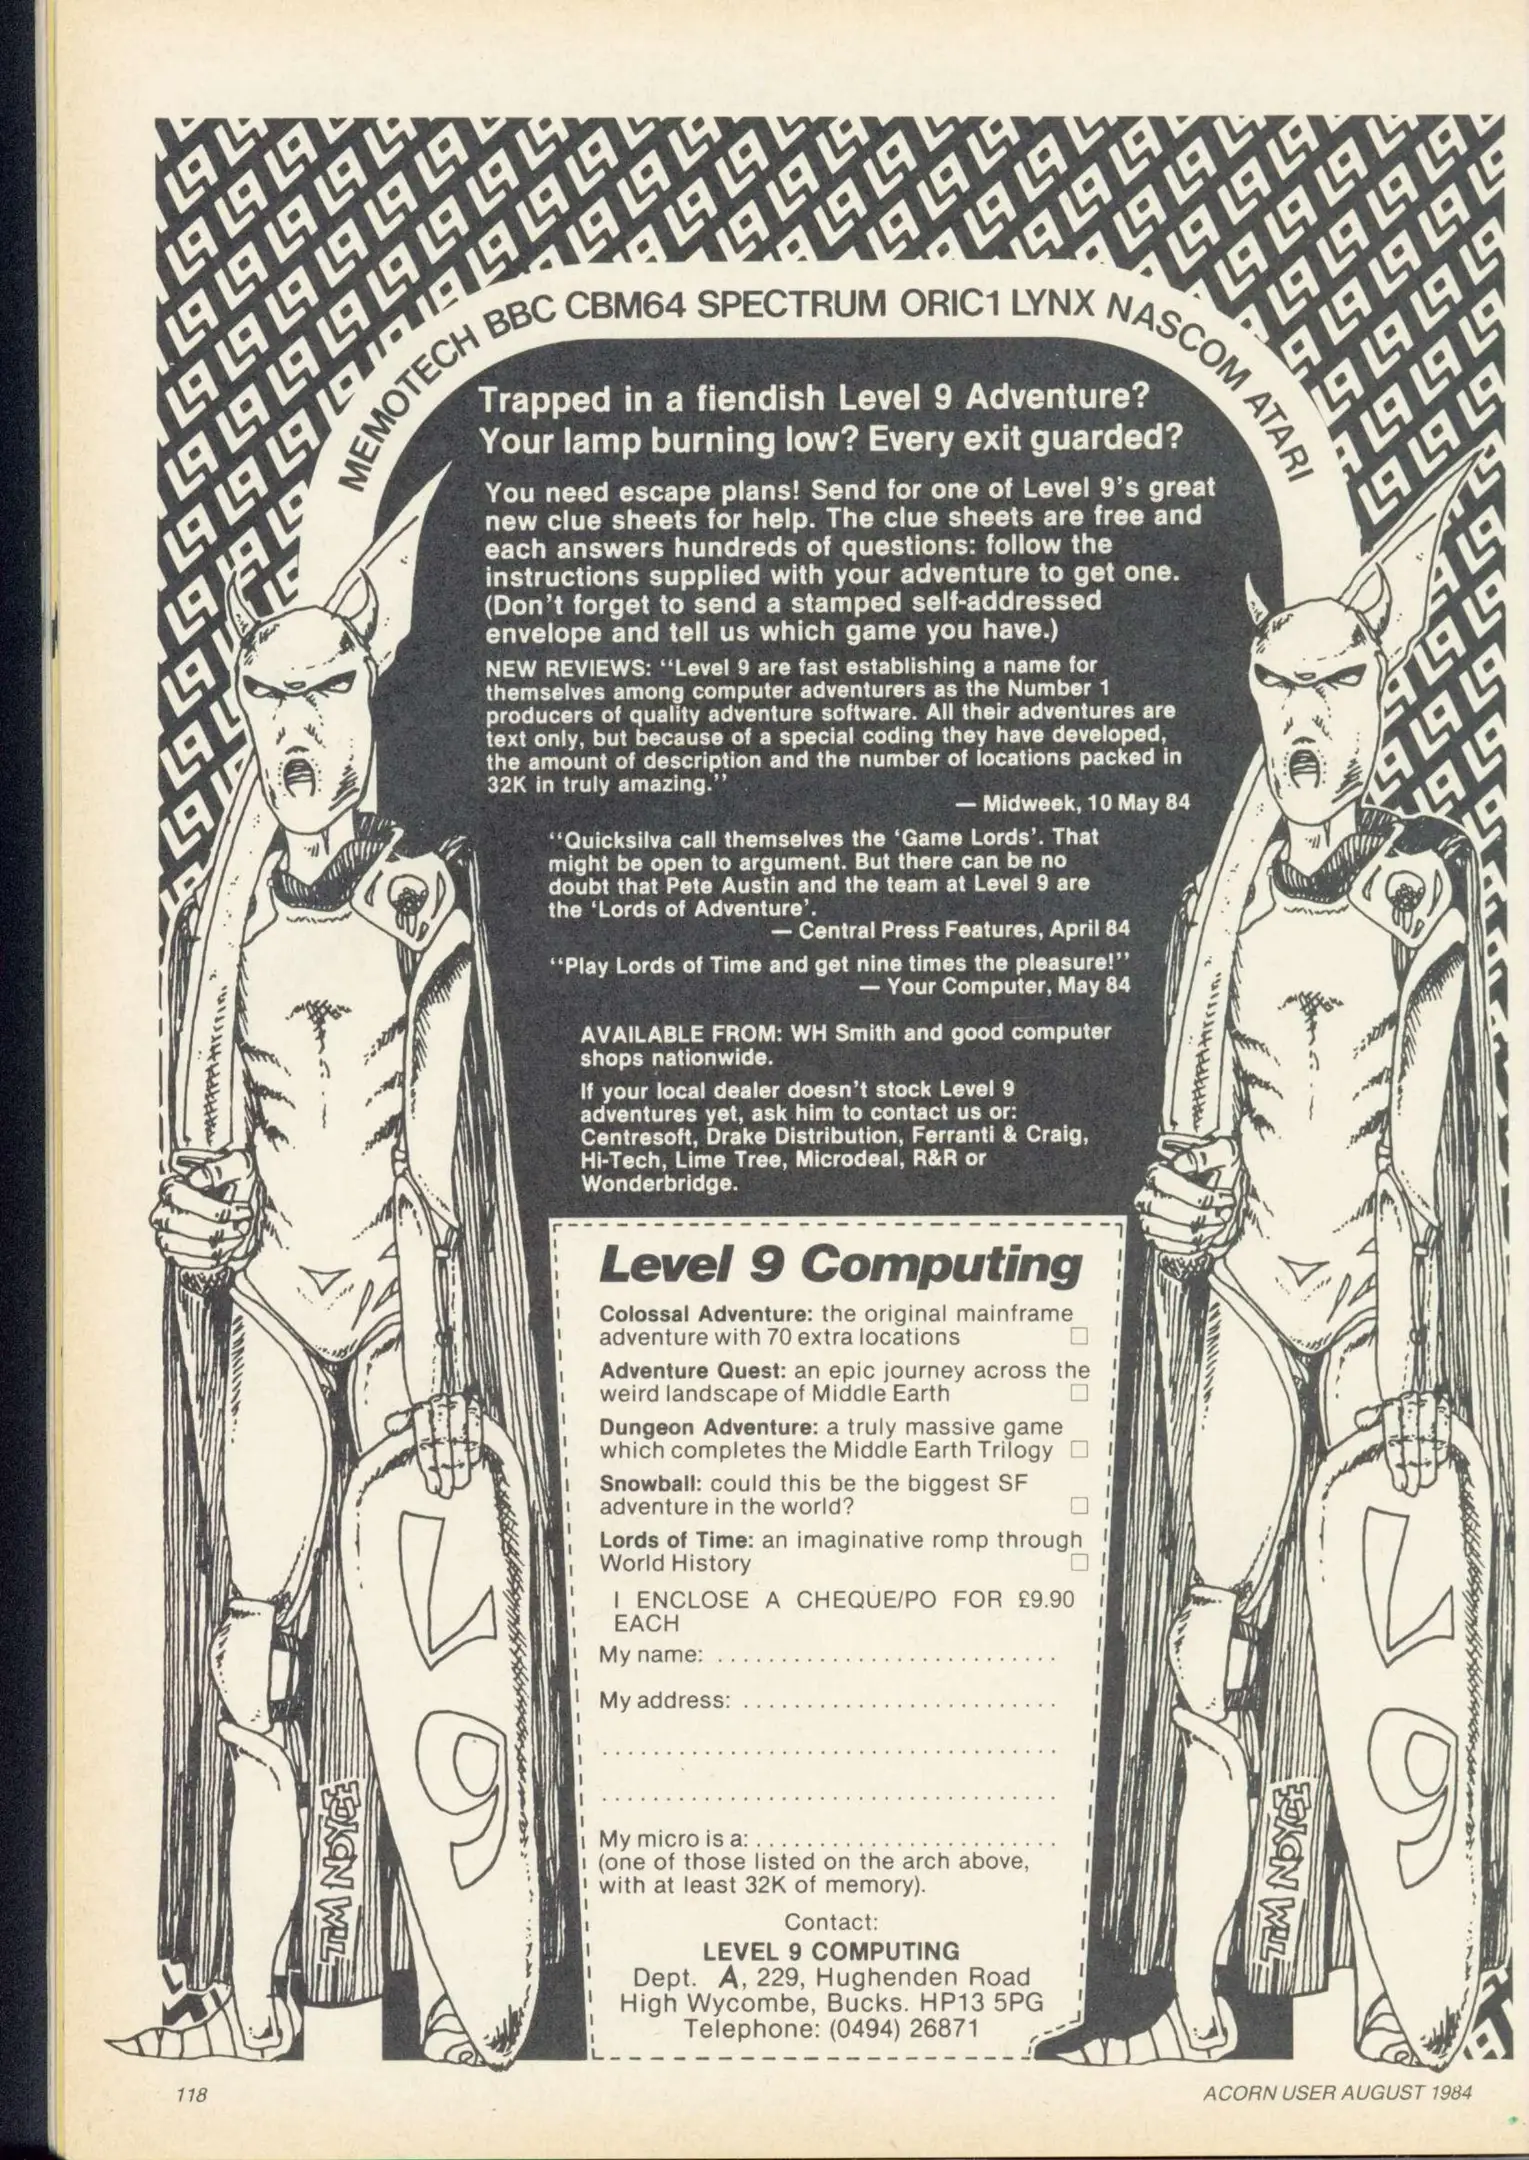 MEMOTECH BBC CBM64 SPECTRUM ORIC1 LYNX NASCOM ATARI
Trapped in a fiendish Level 9 Adventure?
Your lamp burning low? Every exit guarded?
You need escape plans! Send for one of Level 9's great
new clue sheets for help. The clue sheets are free and
each answers hundreds of questions: follow the
instructions supplied with your adventure to get one.
(Don't forget to send a stamped self-addressed
envelope and tell us which game you have.)
NEW REVIEWS: "Level 9 are fast establishing a name for
themselves among computer adventurers as the Number 1
producers of quality adventure software. All their adventures are
text only, but because of a special coding they have developed,
the amount of description and the number of locations packed in
32K in truly amazing."
— Midweek, 10 May 84
"Quicksilva call themselves the 'Game Lords'. That
might be open to argument. But there can be no
doubt that Pete Austin and the team at Level 9 are
the 'Lords of Adventure'.
— Central Press Features, April 84
"Play Lords of Time and get nine times the pleasure!"
— Your Computer, May 84
AVAILABLE FROM: WH Smith and good computer
shops nationwide.
If your local dealer doesn't stock Level 9
adventures yet, ask him to contact us or:
Centresoft, Drake Distribution, Ferranti & Craig,
Hi-Tech, Lime Tree, Microdeal, R&R or
Wonderbridge.
Level 9 Computing
Colossal Adventure: the original mainframe
adventure with 70 extra locations □
Adventure Quest: an epic journey across the
weird landscape of Middle Earth □
Dungeon Adventure: a truly massive game
which completes the Middle Earth Trilogy □
Snowball: could this be the biggest SF
adventure in the world? □
Lords of Time: an imaginative romp through
World History □
I ENCLOSE A CHEQUE/PO FOR £9.90
EACH
My name: ...........................
My address: .........................
My micro is a: ........................
(one of those listed on the arch above,
with at least 32K of memory).
Contact:
LEVEL 9 COMPUTING
Dept. A, 229, Hughenden Road
High Wycombe, Bucks. HP13 5PG
Telephone: (0494) 26871
L
9
L
9
118
ACORN USER AUGUST 1984